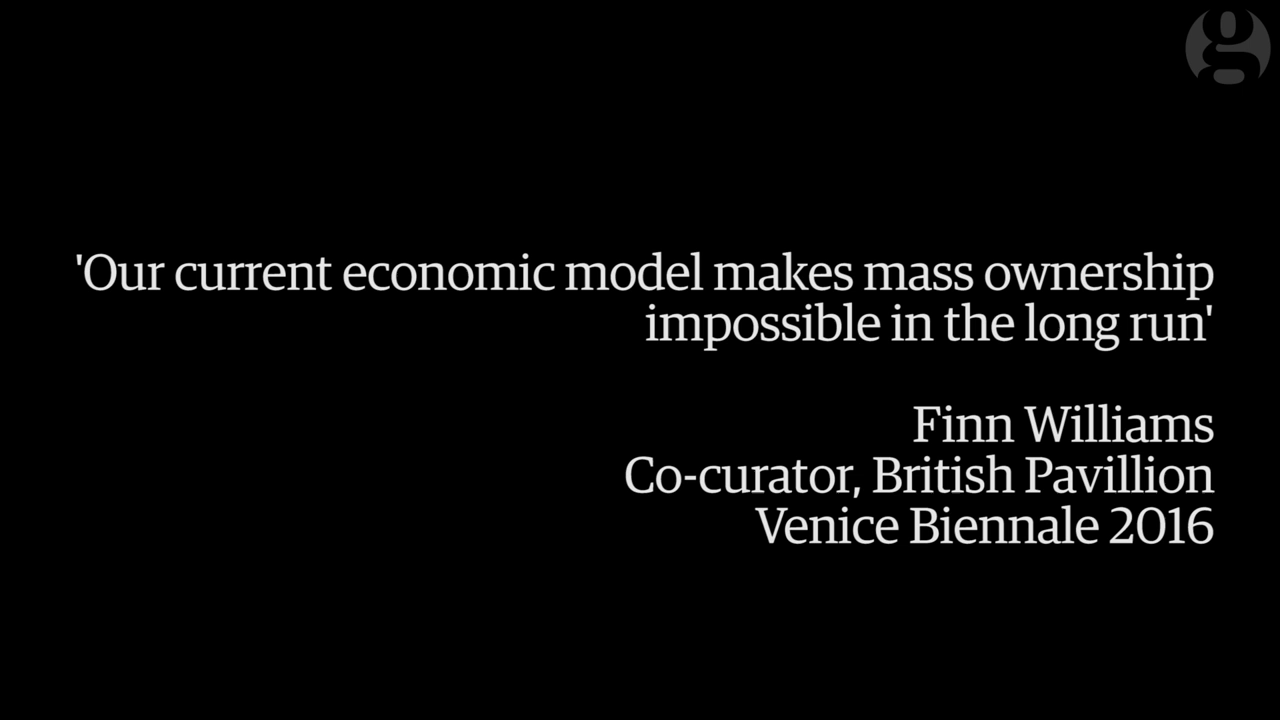 'Our current economic model makes mass ownership
impossible in the long run'
Finn Williams
Co-curator, British Pavillion
Venice Biennale 2016